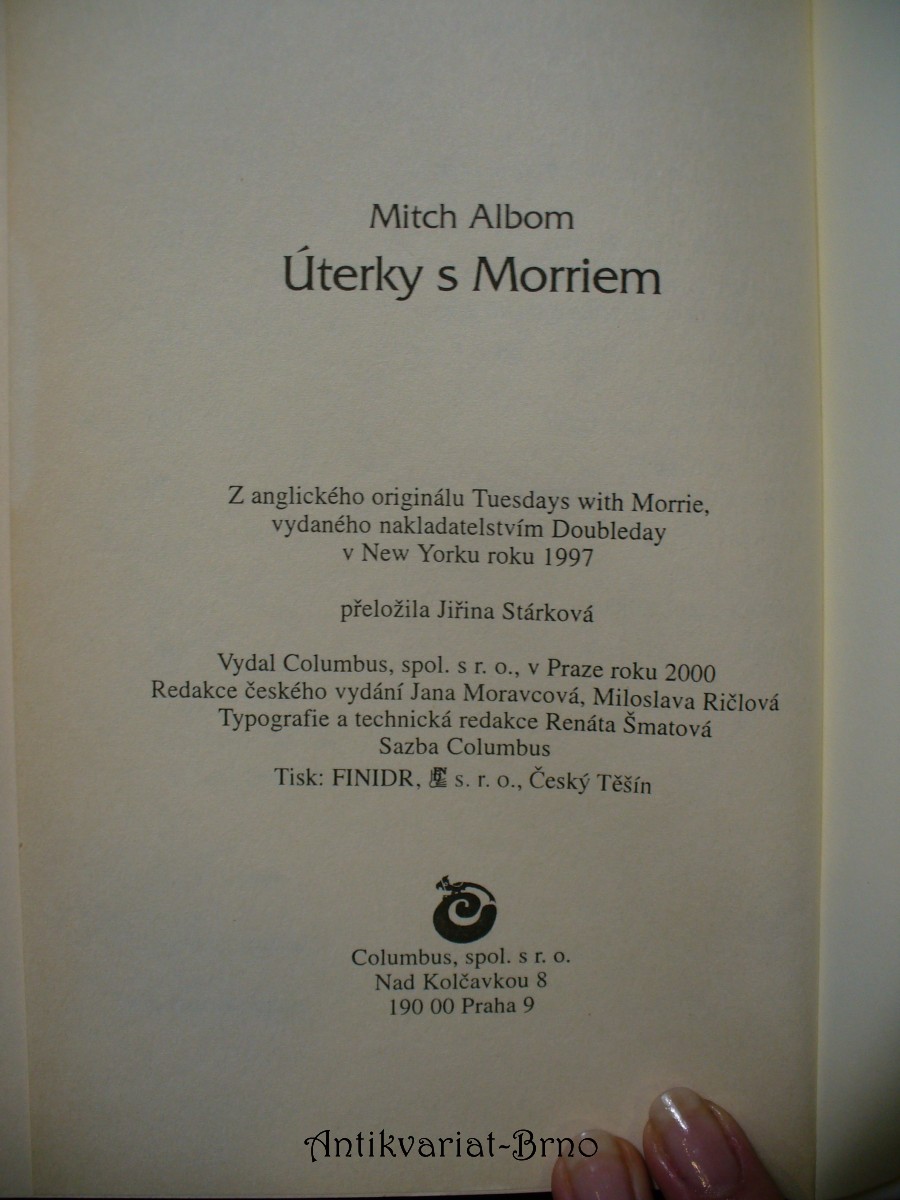 Mitch Albom
Úterky s Morriem
Z anglického originálu Tuesdays with Morrie,
vydaného nakladatelstvím Doubleday
v New Yorku roku 1997
přeložila Jiřina Stárková
Vydal Columbus, spol. s r. o., v Praze roku 2000
Redakce českého vydání Jana Moravcová, Miloslava Ričlová
Typografie a technická redakce Renáta Šmatová
Sazba Columbus
Tisk: FINIDR, s. r. o., Český Těšín
Columbus, spol. s r. o.
Nad Kolčavkou 8
190 00 Praha 9
Antikvariat-Brno